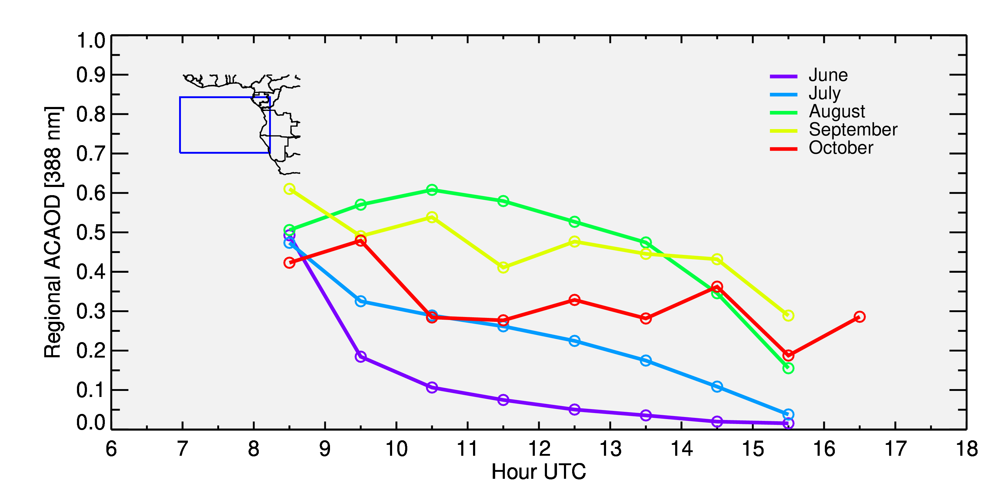 1.0
0.9
0.8
0.7
0.6
0.5
0.4
0.3
0.2
0.1
0.0
Regional ACAOD [388 nm]
June
July
August
September
October
6 7 8 9 10 11 12 13 14 15 16 17 18
Hour UTC